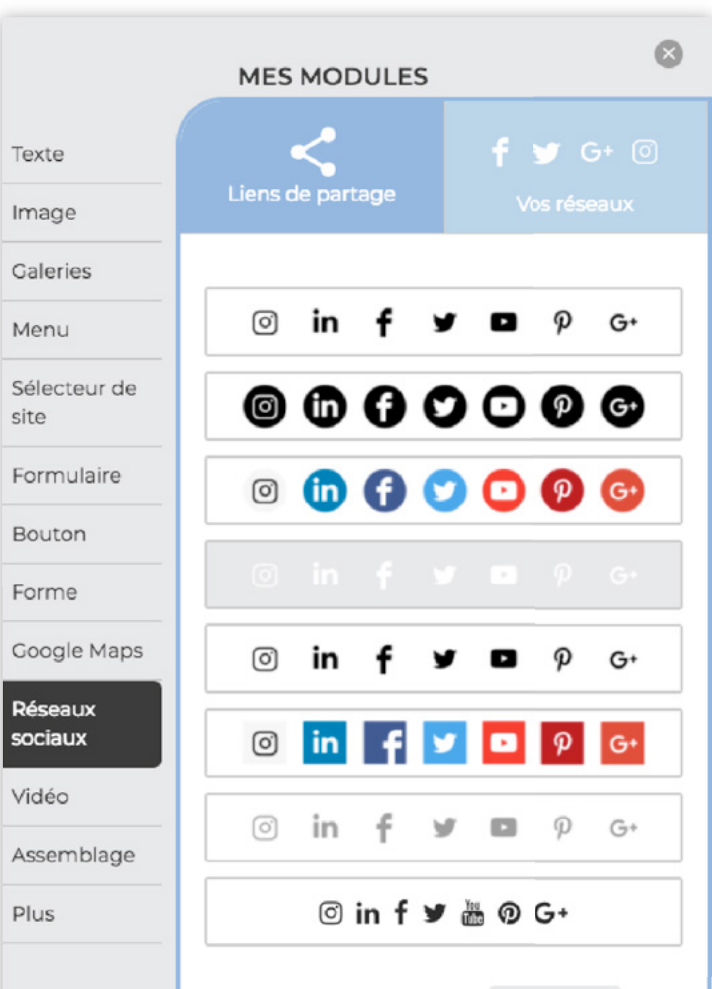 MES MODULES
Liens de partage
Vos réseaux
Texte
Image
Galeries
Menu
Sélecteur de
site
Formulaire
Bouton
Forme
Google Maps
Réseaux
sociaux
Vidéo
Assemblage
Plus